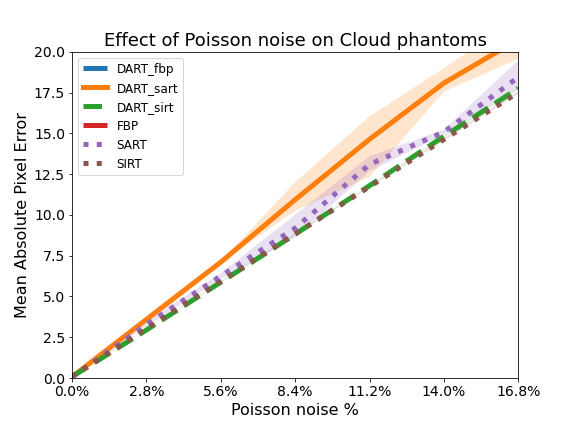 Effect of Poisson noise on Cloud phantoms
Mean Absolute Pixel Error
20.0
17.5
15.0
12.5
10.0
7.5
5.0
2.5
0.0
DART_fbp
DART_sart
DART_sirt
FBP
SART
SIRT
0.0% 2.8% 5.6% 8.4% 11.2% 14.0% 16.8%
Poisson noise %